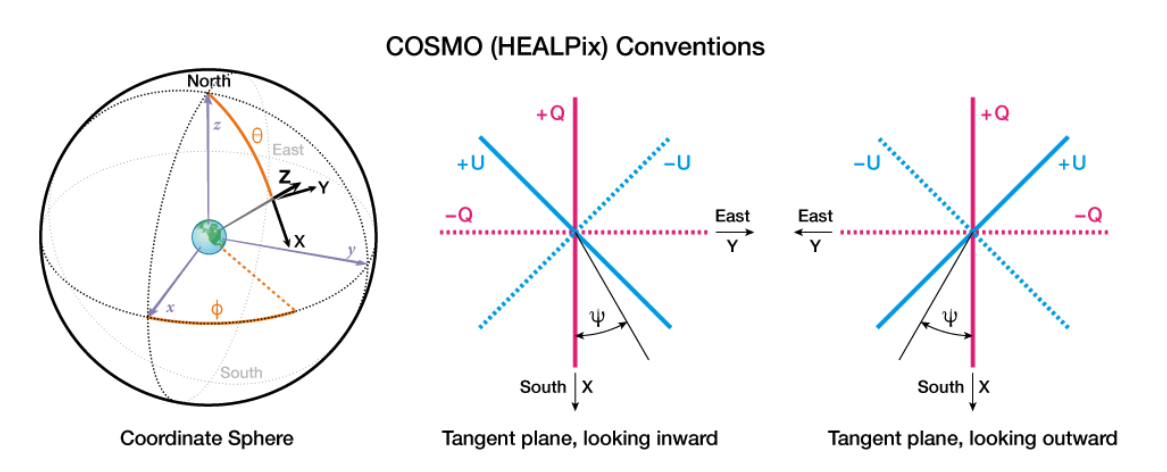 COSMO (HEALPix) Conventions
North
z
θ
East
Z
Y
X
y
x
ϕ
South
Coordinate Sphere
+Q
+U
−U
−Q
East
Y
ψ
South X
Tangent plane, looking inward
+Q
−U
+U
East
Y
−Q
ψ
South X
Tangent plane, looking outward